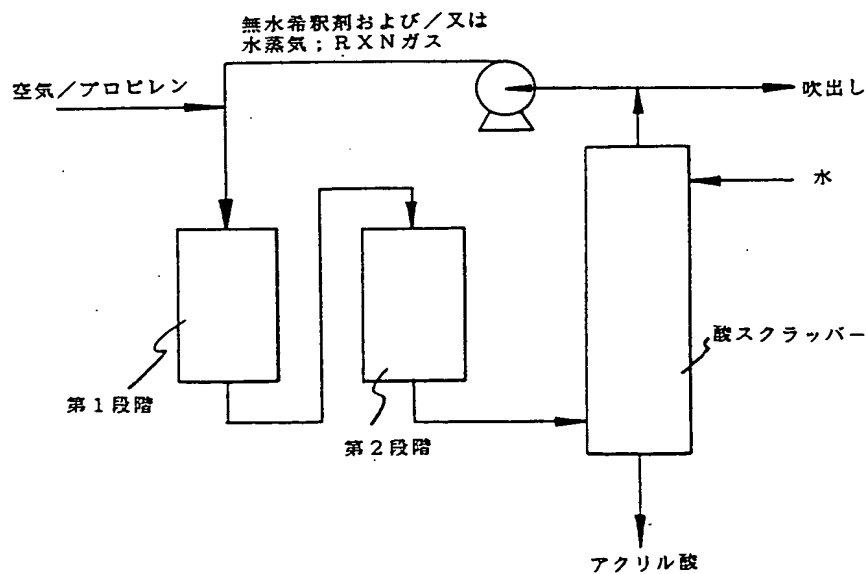 無水希釈剤および/又は
水蒸気;RXNガス
空気/プロピレン
吹出し
水
酸スクラッバー
第1段階
第2段階
アクリル酸